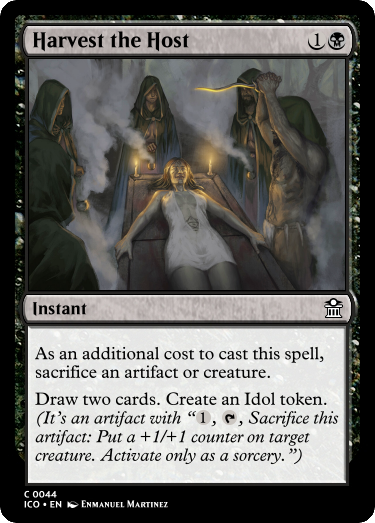 Harvest the Host 1
Instant
As an additional cost to cast this spell,
sacrifice an artifact or creature.
Draw two cards. Create an Idol token.
(It's an artifact with “1, , Sacrifice this
artifact: Put a +1/+1 counter on target
creature. Activate only as a sorcery.”)
C 0044
ICO • EN Enmanuel Martinez